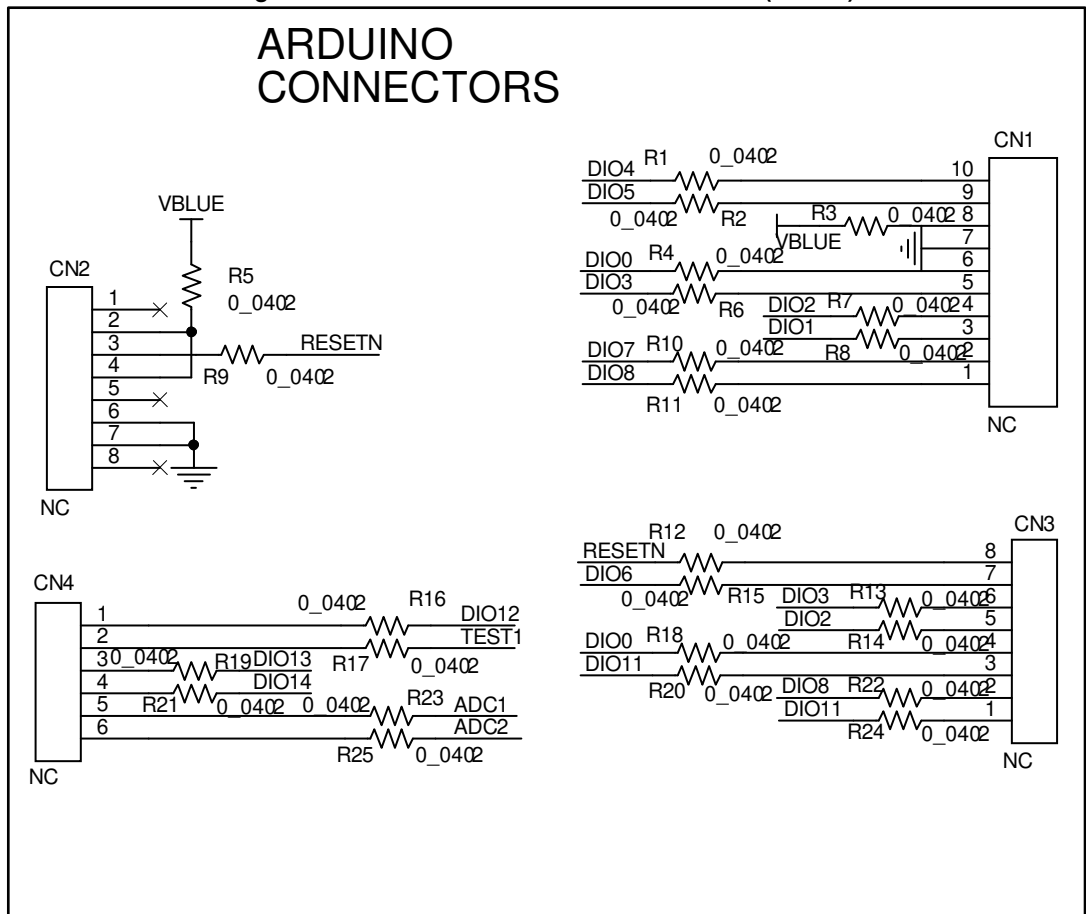 ARDUINO
CONNECTORS
CN1
R1 0_0402
DIO4 10
DIO5 9
0_0402 R2
R3 0_0402 8
VBLUE 7
R4 0_0402
DIO0 6
DIO3 5
0_0402 R6
DIO2 R7 0_0402 4
DIO1 3
R8 0_0402
DIO7 R10 0_0402 2
DIO8 1
R11 0_0402
NC
VBLUE
CN2
R5
0_0402
1
2
3 RESETN
4 R9 0_0402
5
6
7
8
NC
CN3
R12 0_0402
RESETN 8
DIO6 7
0_0402 R15
DIO3 R13 0_0402 6
DIO2 5
R14 0_0402
DIO0 R18 0_0402 4
DIO11 3
R20 0_0402
DIO8 R22 0_0402 2
DIO11 1
R24 0_0402
NC
CN4
0_0402 R16
1 DIO12
2 TEST1
R17 0_0402
3 0_0402 R19 DIO13
4 DIO14
R21 0_0402
0_0402 R23
5 ADC1
6 ADC2
R25 0_0402
NC